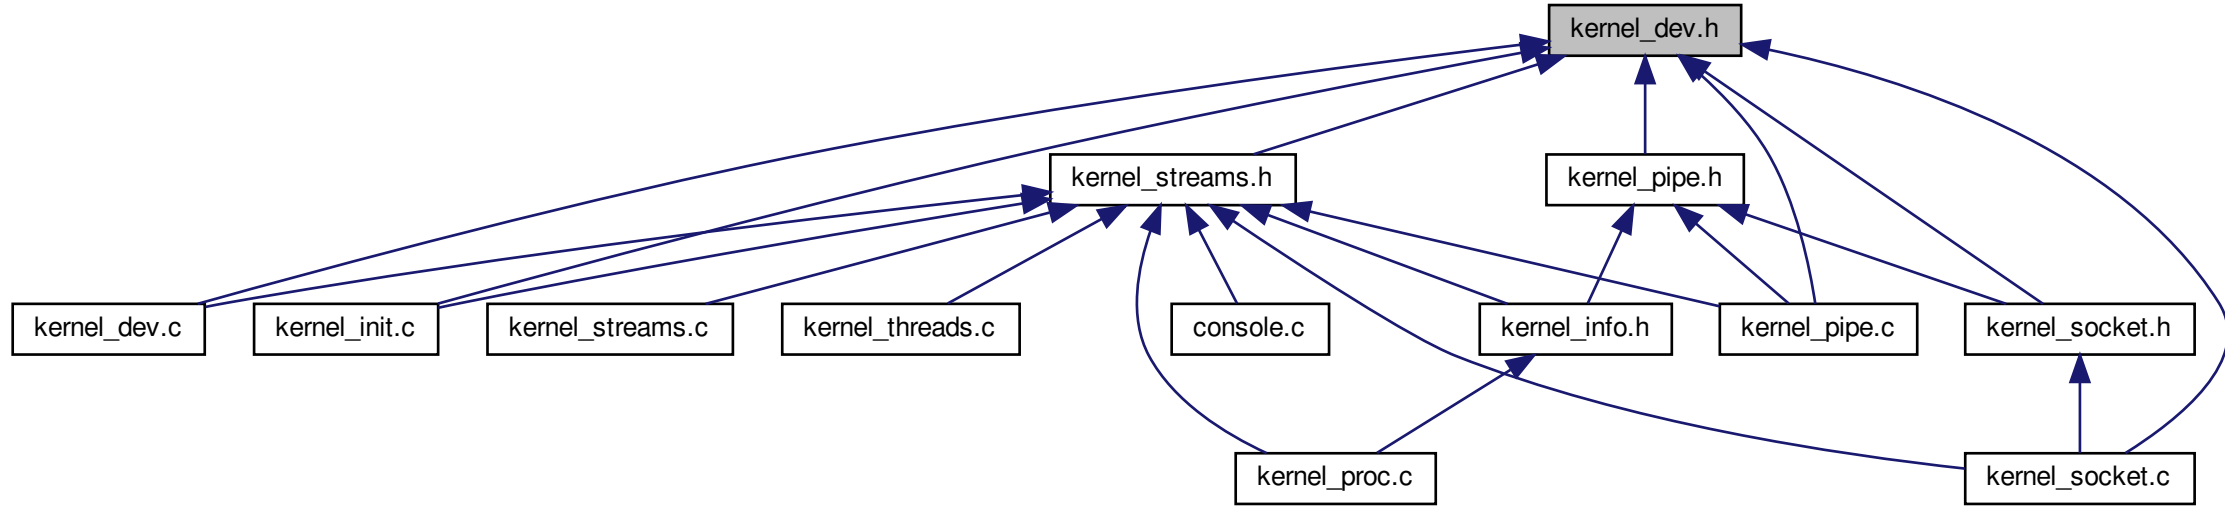 kernel_dev.h
kernel_streams.h
kernel_pipe.h
kernel_dev.c
kernel_init.c
kernel_streams.c
kernel_threads.c
console.c
kernel_info.h
kernel_pipe.c
kernel_socket.h
kernel_proc.c
kernel_socket.c